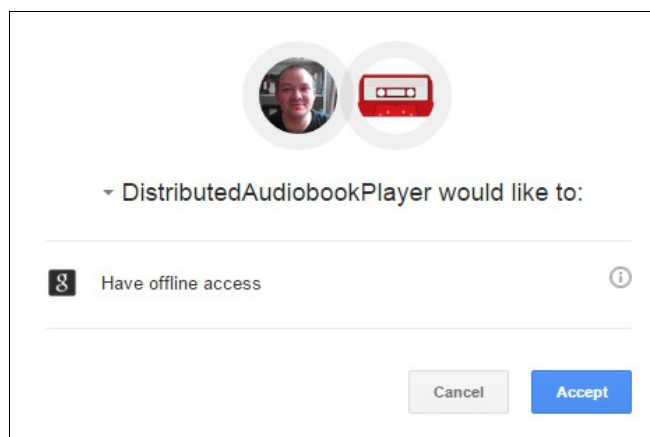 DistributedAudiobookPlayer would like to:
g
Have offline access
Cancel
Accept